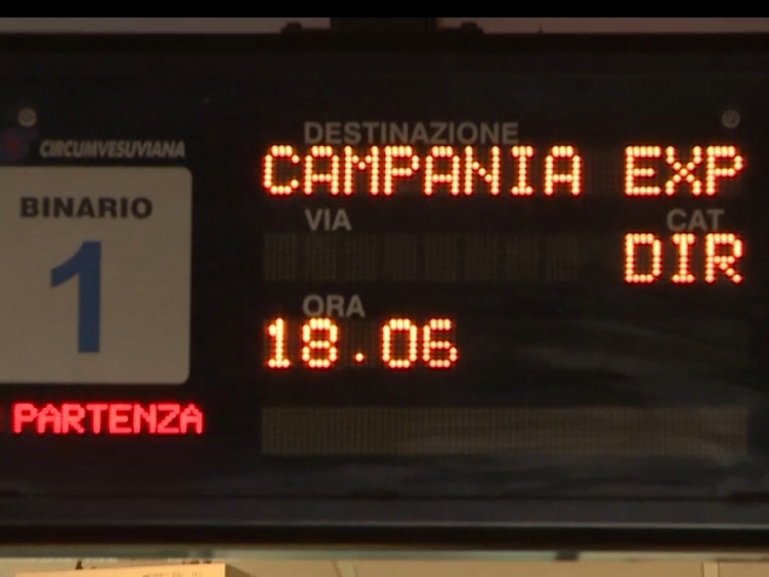 CIRCUMVESUVIANA
BINARIO
1
PARTENZA
DESTINAZIONE
CAMPANIA EXP
VIA CAT
DIR
ORA
18.06